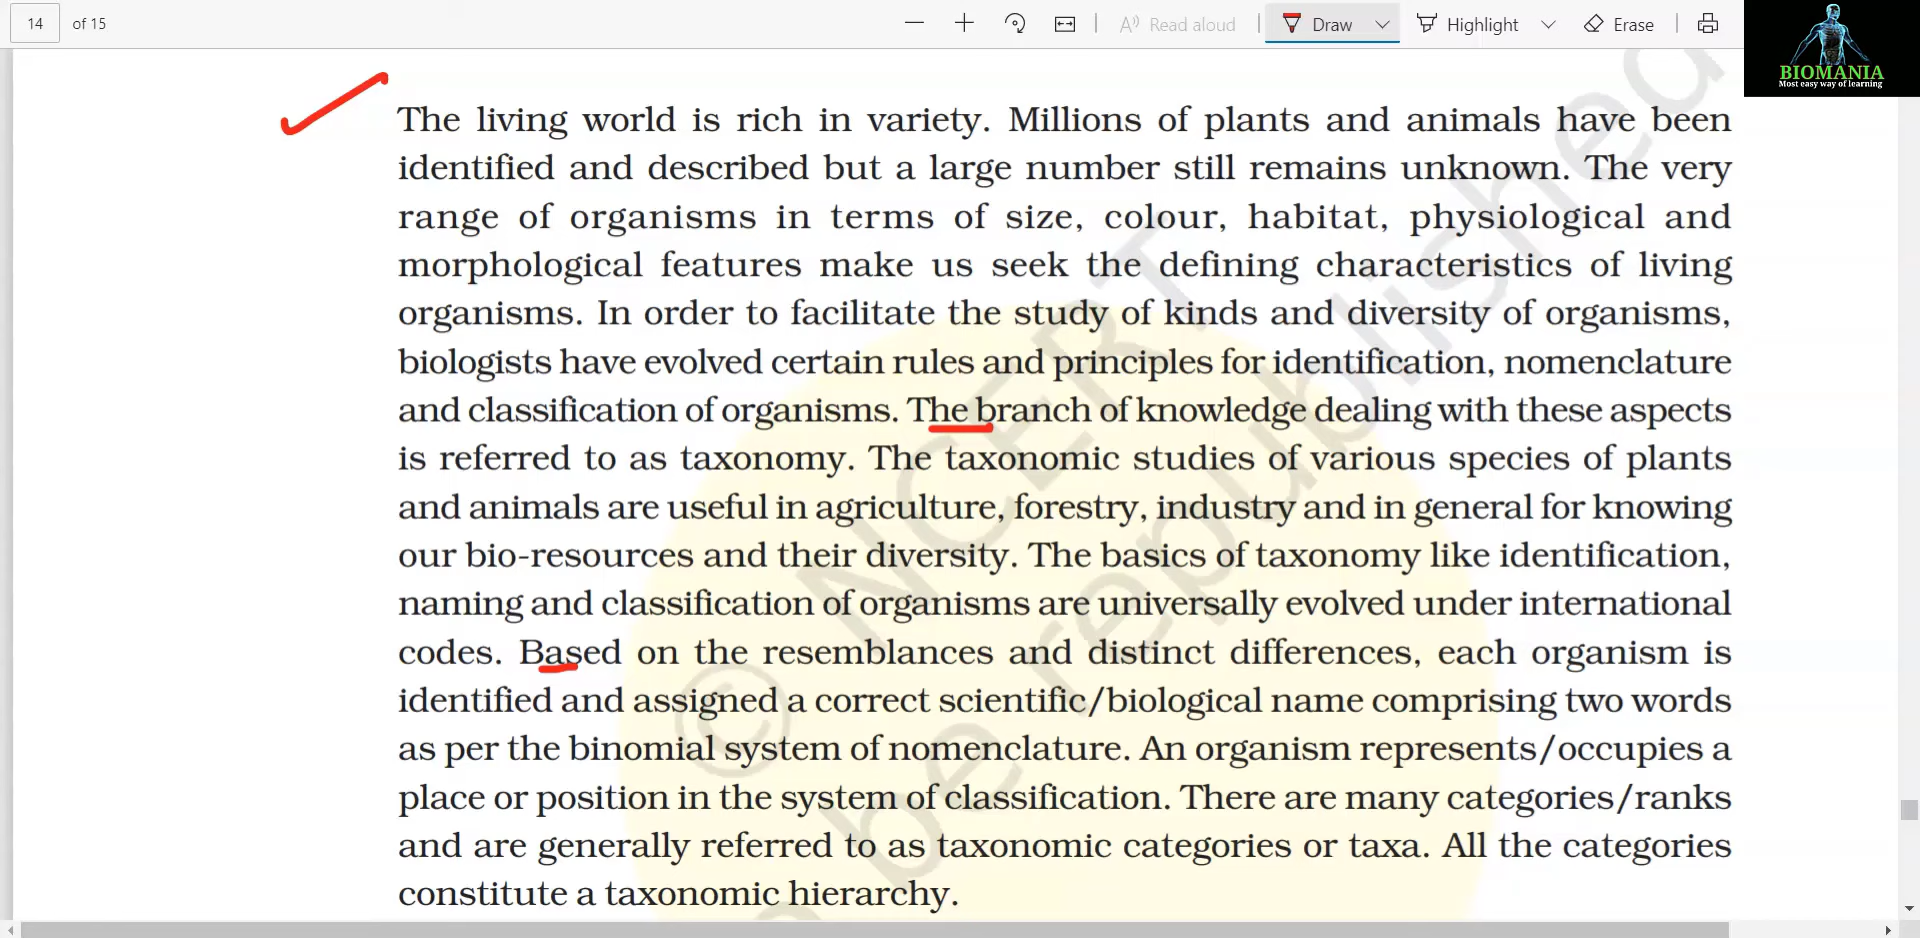 14 of 15 Read aloud Draw Highlight Erase
BIOMANIA
Most easy way of learning
The living world is rich in variety. Millions of plants and animals have been
identified and described but a large number still remains unknown. The very
range of organisms in terms of size, colour, habitat, physiological and
morphological features make us seek the defining characteristics of living
organisms. In order to facilitate the study of kinds and diversity of organisms,
biologists have evolved certain rules and principles for identification, nomenclature
and classification of organisms. The branch of knowledge dealing with these aspects
is referred to as taxonomy. The taxonomic studies of various species of plants
and animals are useful in agriculture, forestry, industry and in general for knowing
our bio-resources and their diversity. The basics of taxonomy like identification,
naming and classification of organisms are universally evolved under international
codes. Based on the resemblances and distinct differences, each organism is
identified and assigned a correct scientific/biological name comprising two words
as per the binomial system of nomenclature. An organism represents/occupies a
place or position in the system of classification. There are many categories/ranks
and are generally referred to as taxonomic categories or taxa. All the categories
constitute a taxonomic hierarchy.
© NCERT
be republished